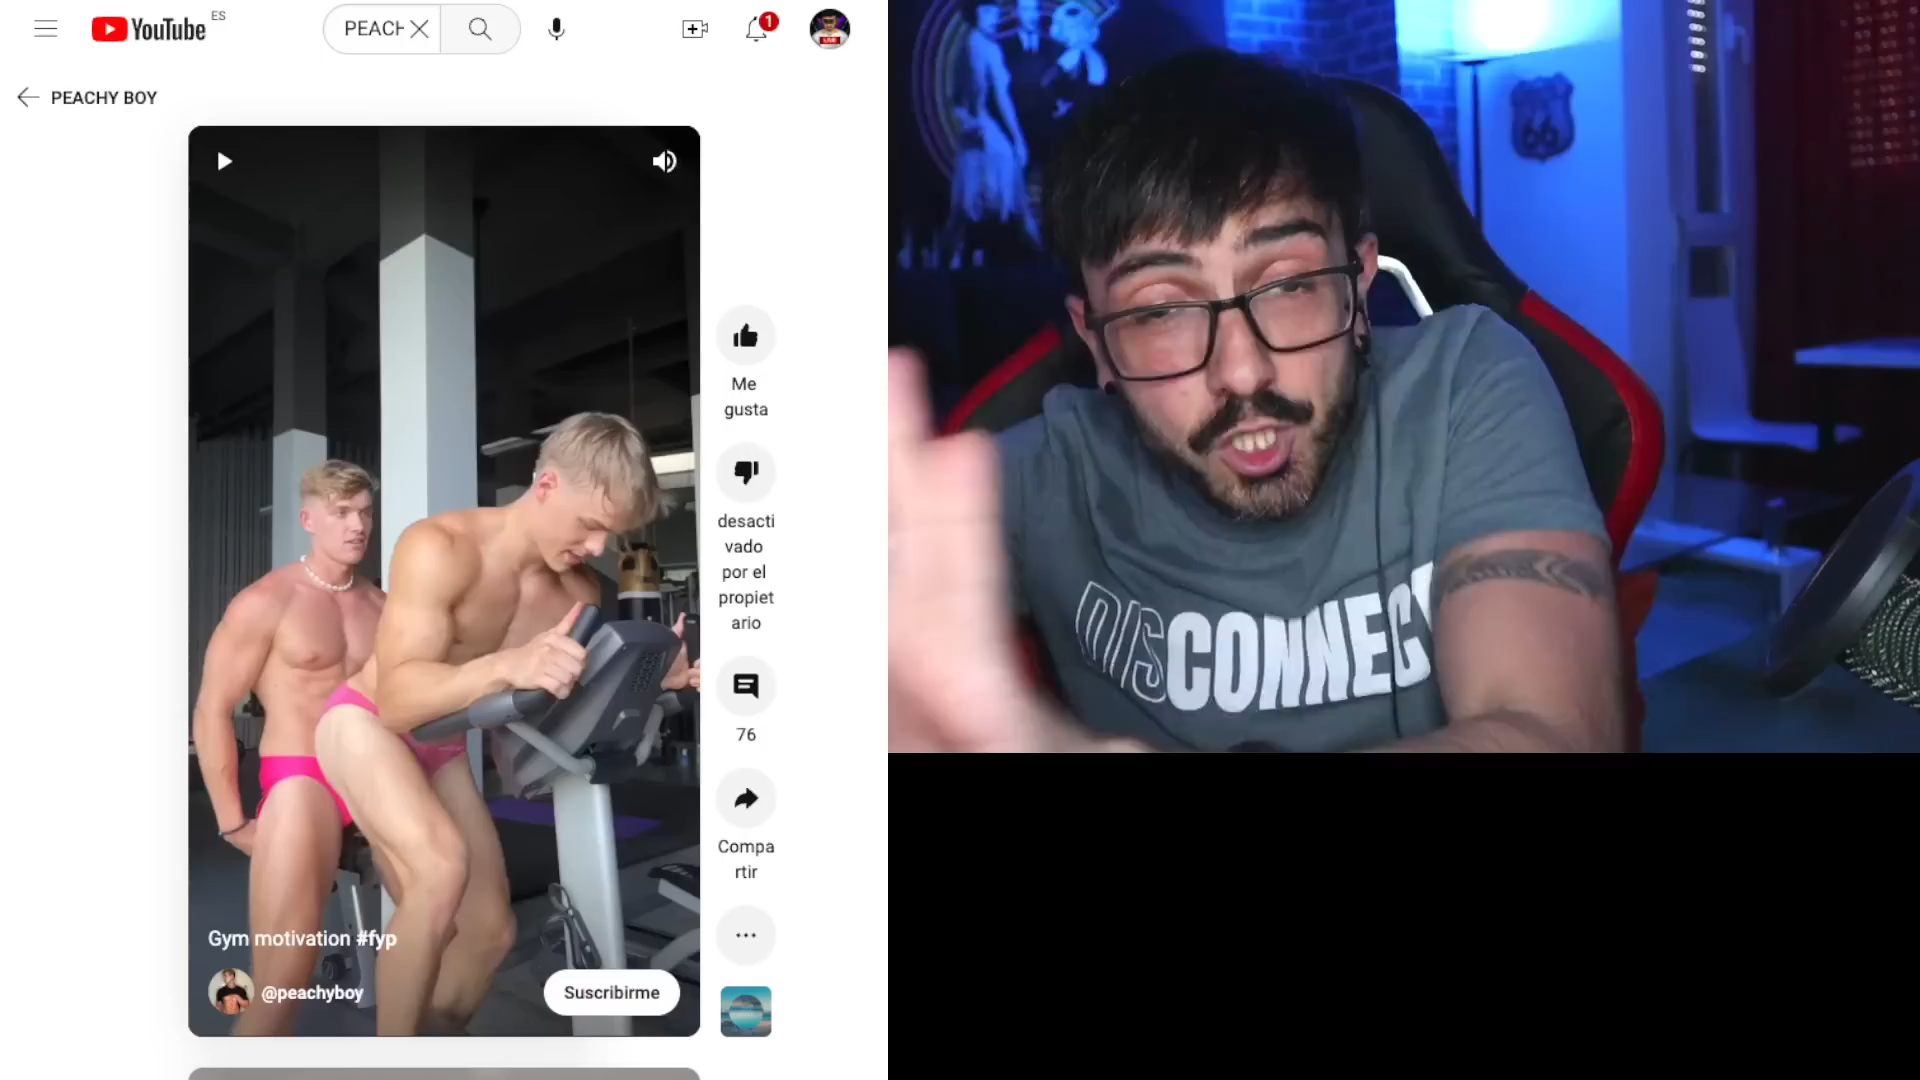 YouTube ES
PEACH
1
PEACHY BOY
Me
gusta
desacti
vado
por el
propiet
ario
76
Compa
rtir
...
Gym motivation #fyp
@peachyboy
Suscribirme
DISCONNECT
66